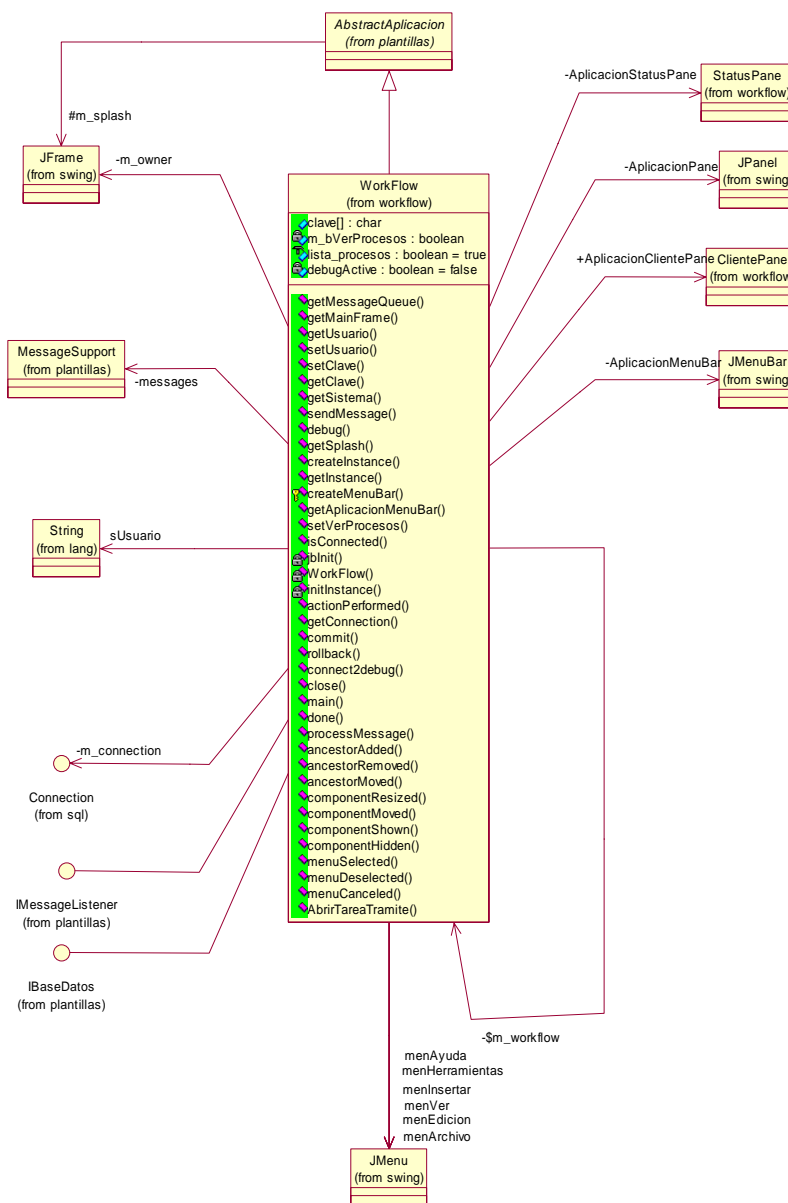 AbstractAplicacion
(from plantillas)
#m_splash
JFrame
(from swing)
-m_owner
-AplicacionStatusPane
StatusPane
(from workflow)
-AplicacionPane
JPanel
(from swing)
+AplicacionClientePane
ClientePane
(from workflow)
-AplicacionMenuBar
JMenuBar
(from swing)
MessageSupport
(from plantillas)
-messages
String
(from lang)
sUsuario
WorkFlow
(from workflow)
clave[] : char
m_bVerProcesos : boolean
lista_procesos : boolean = true
debugActive : boolean = false
getMessageQueue()
getMainFrame()
getUsuario()
setUsuario()
setClave()
getClave()
getSistema()
sendMessage()
debug()
getSplash()
createInstance()
getInstance()
createMenuBar()
getAplicacionMenuBar()
setVerProcesos()
isConnected()
jbInit()
WorkFlow()
initInstance()
actionPerformed()
getConnection()
commit()
rollback()
connect2debug()
close()
main()
done()
processMessage()
ancestorAdded()
ancestorRemoved()
ancestorMoved()
componentResized()
componentMoved()
componentShown()
componentHidden()
menuSelected()
menuDeselected()
menuCanceled()
AbrirTareaTramite()
-m_connection
Connection
(from sql)
IMessageListener
(from plantillas)
IBaseDatos
(from plantillas)
-$m_workflow
menAyuda
menHerramientas
menInsertar
menVer
menEdicion
menArchivo
JMenu
(from swing)